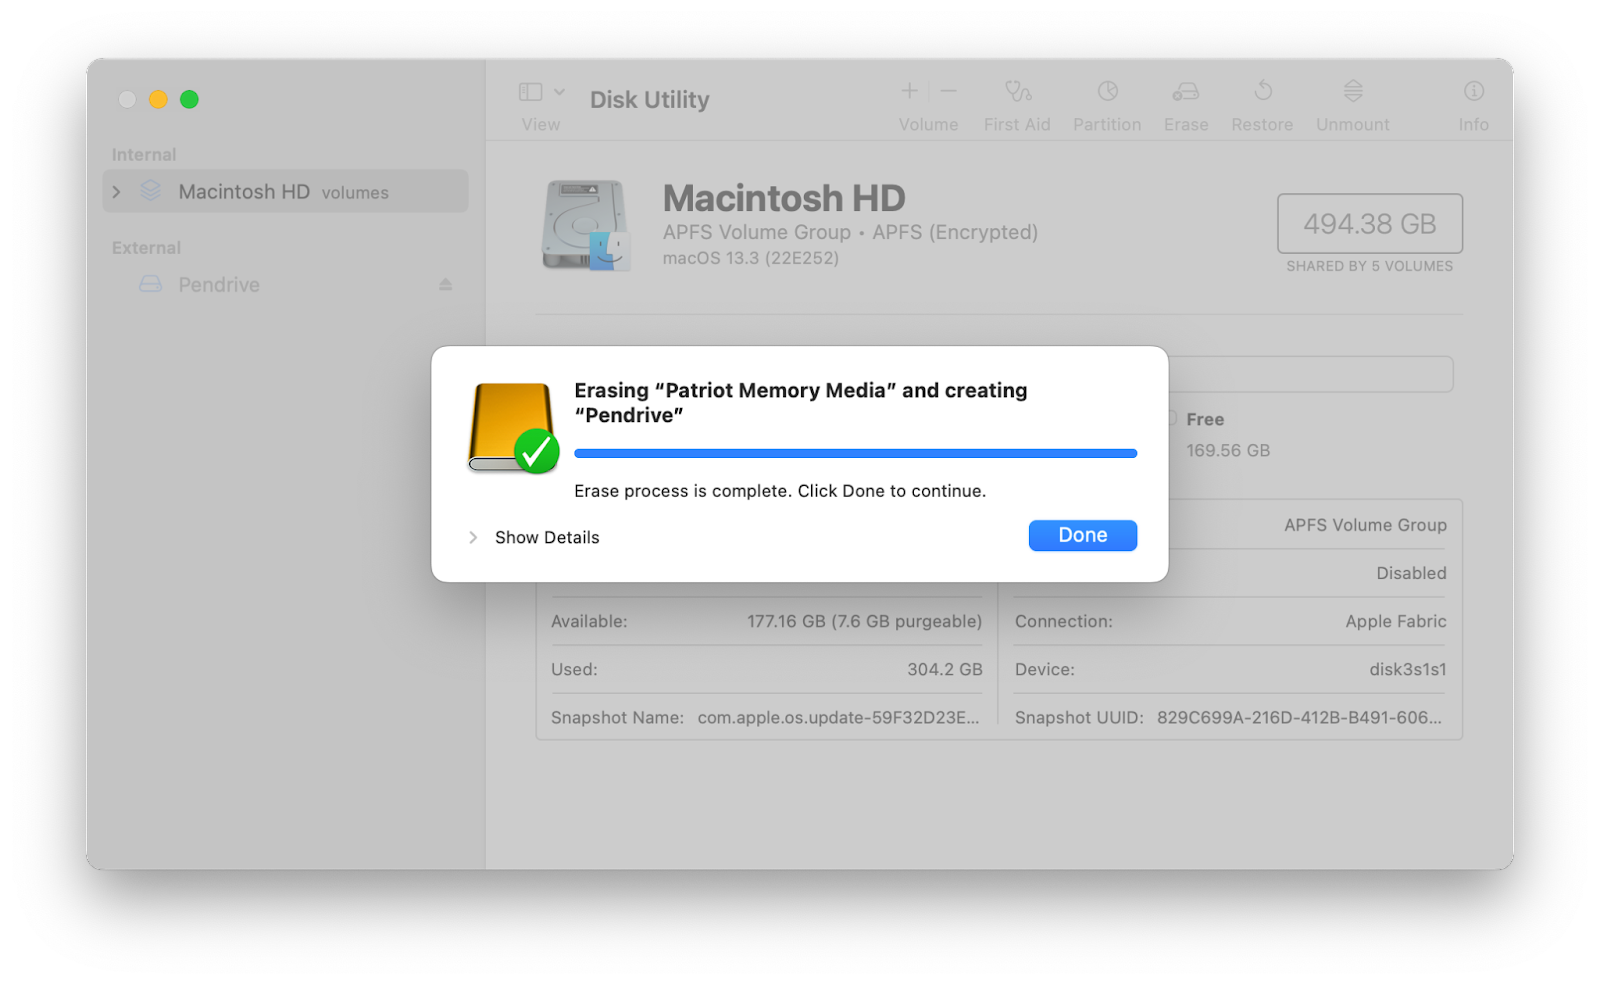 View
Disk Utility
Volume
First Aid
Partition
Erase
Restore
Unmount
Info
Internal
Macintosh HD volumes
External
Pendrive
Macintosh HD
APFS Volume Group • APFS (Encrypted)
macOS 13.3 (22E252)
494.38 GB
SHARED BY 5 VOLUMES
Erasing “Patriot Memory Media” and creating
“Pendrive”
Erase process is complete. Click Done to continue.
Show Details
Done
Free
169.56 GB
APFS Volume Group
Disabled
Available: 177.16 GB (7.6 GB purgeable)
Connection: Apple Fabric
Used: 304.2 GB
Device: disk3s1s1
Snapshot Name: com.apple.os.update-59F32D23E...
Snapshot UUID: 829C699A-216D-412B-B491-606...